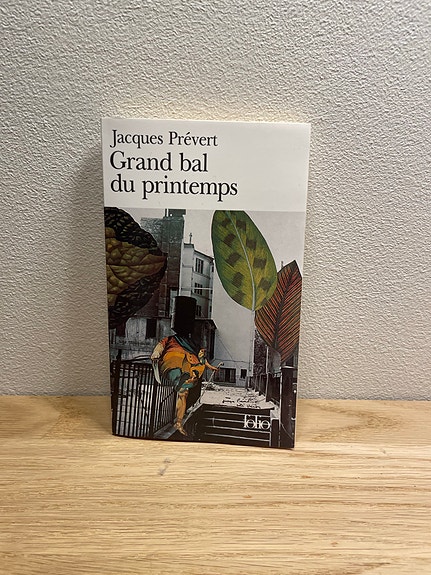 Jacques Prévert
Grand bal
du printemps
folio